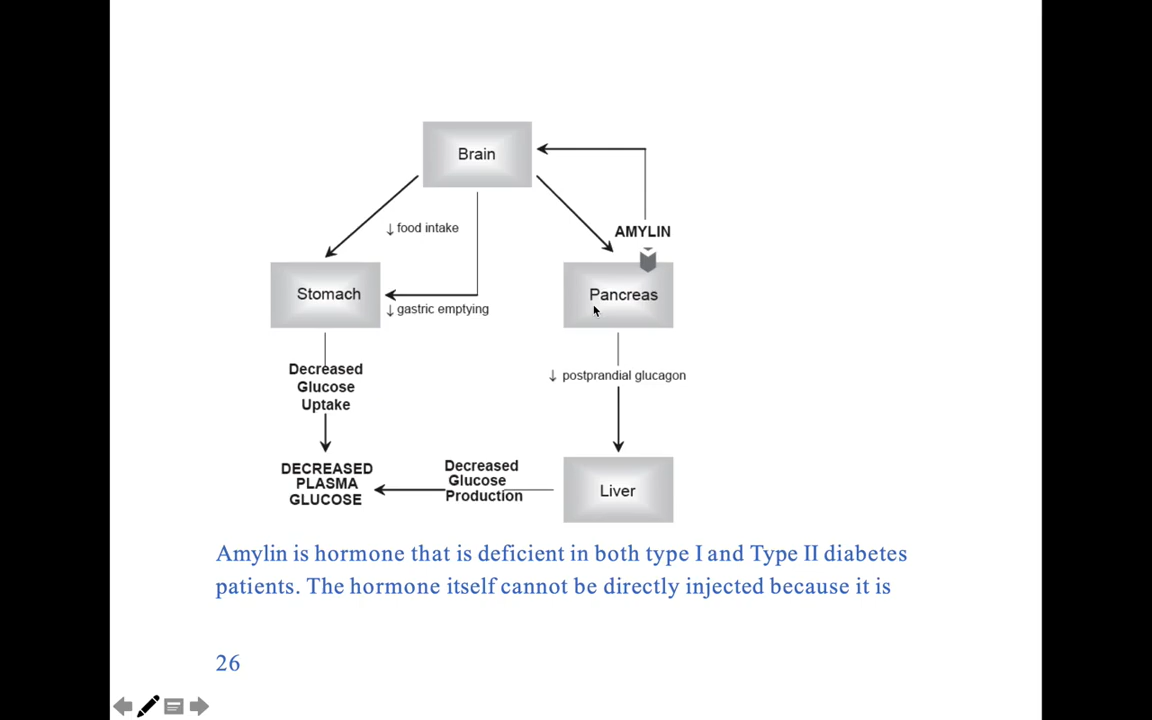 Brain
AMYLIN
↓ food intake
Stomach
Pancreas
↓ gastric emptying
Decreased
Glucose
Uptake
↓ postprandial glucagon
DECREASED
PLASMA
GLUCOSE
Decreased
Glucose
Production
Liver
Amylin is hormone that is deficient in both type I and Type II diabetes
patients. The hormone itself cannot be directly injected because it is
26